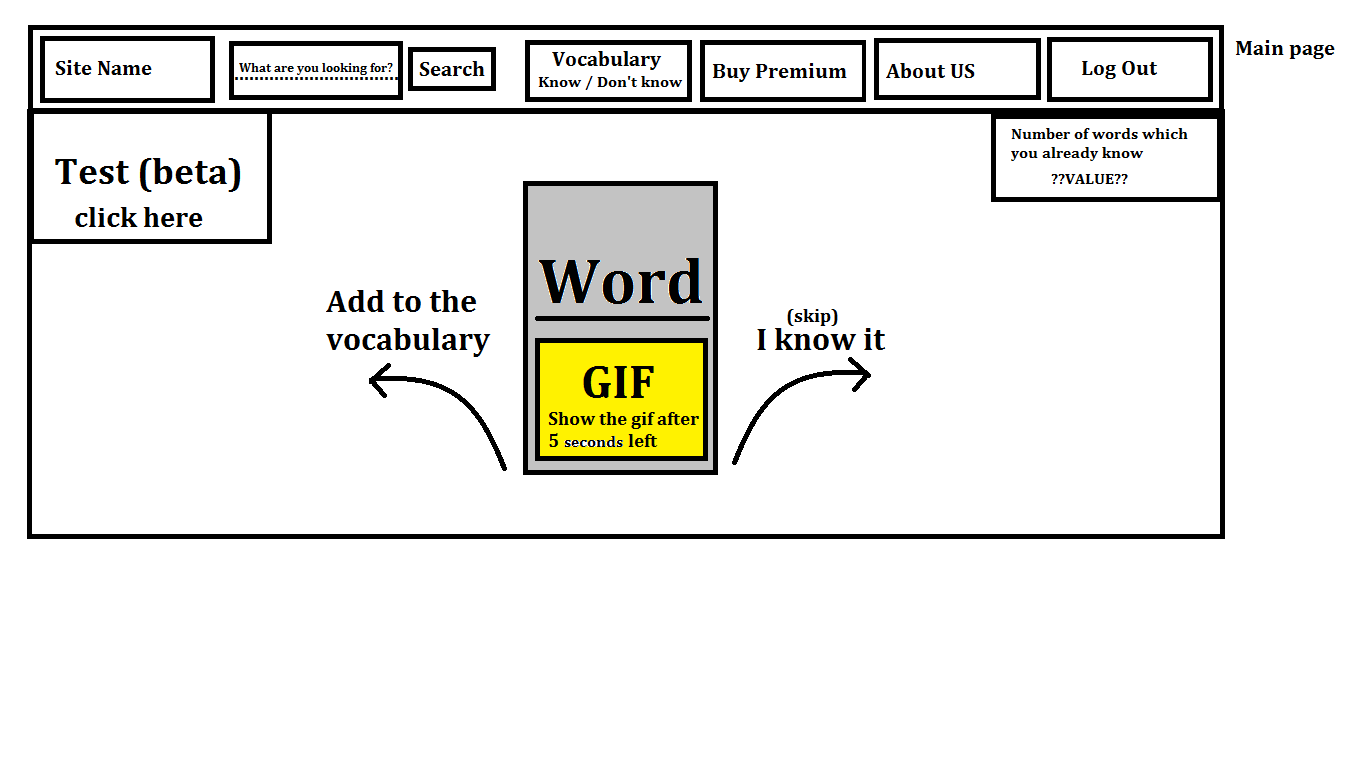 Main page
Site Name
What are you looking for?
Search
Vocabulary
Know / Don't know
Buy Premium
About US
Log Out
Test (beta)
click here
Number of words which
you already know
??VALUE??
Add to the
vocabulary
Word
GIF
Show the gif after
5 seconds left
(skip)
I know it